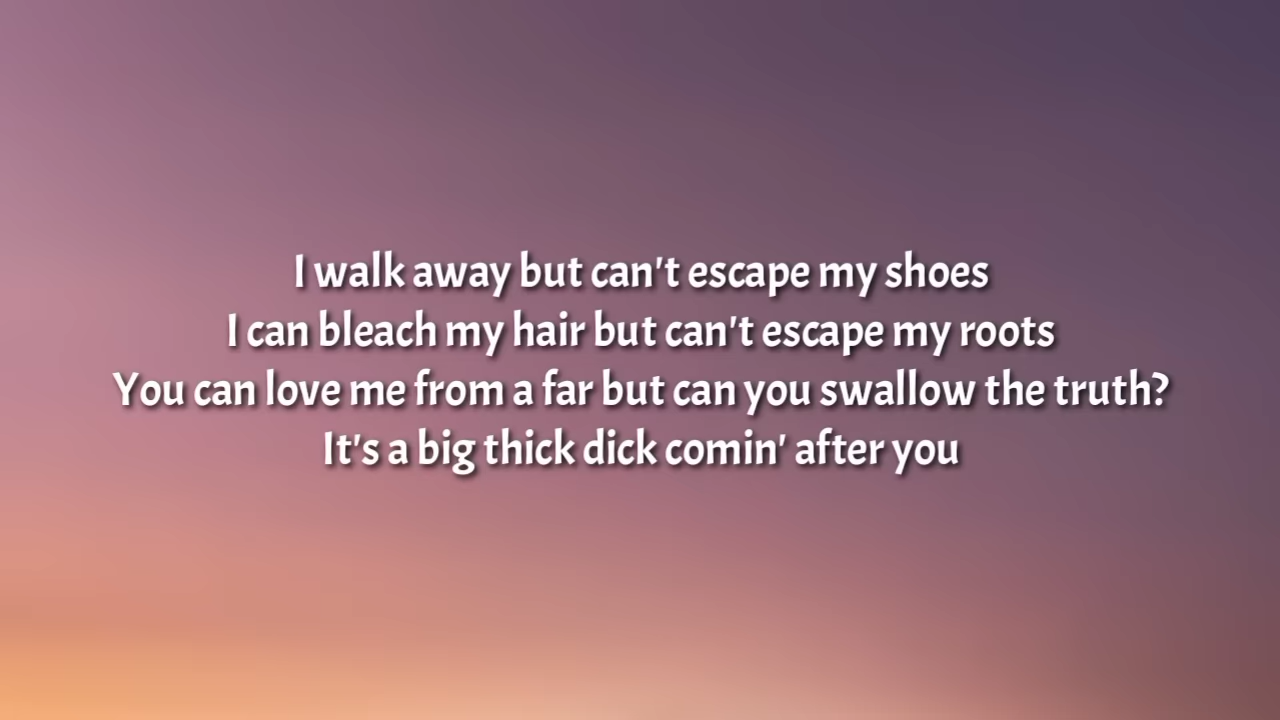 I walk away but can't escape my shoes
I can bleach my hair but can't escape my roots
You can love me from a far but can you swallow the truth?
It's a big thick dick comin' after you